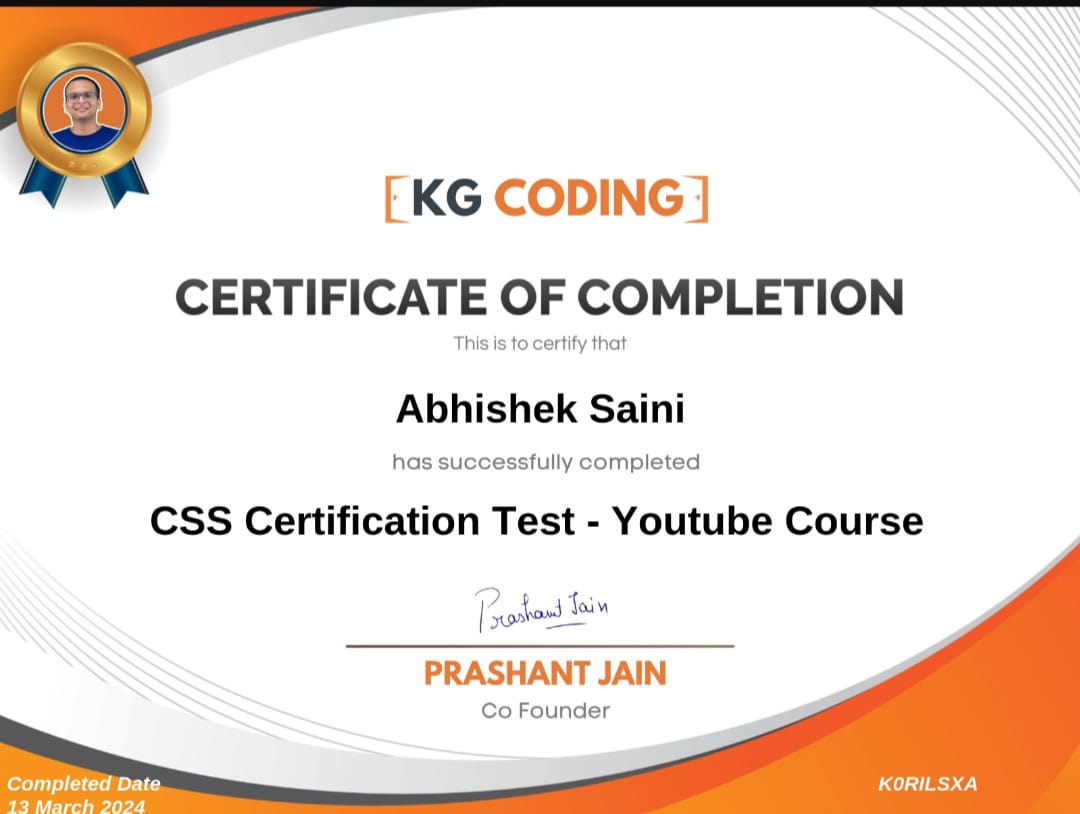 KG CODING
CERTIFICATE OF COMPLETION
This is to certify that
Abhishek Saini
has successfully completed
CSS Certification Test - Youtube Course
Prashant Jain
PRASHANT JAIN
Co Founder
Completed Date
13 March 2024
K0RILSXA